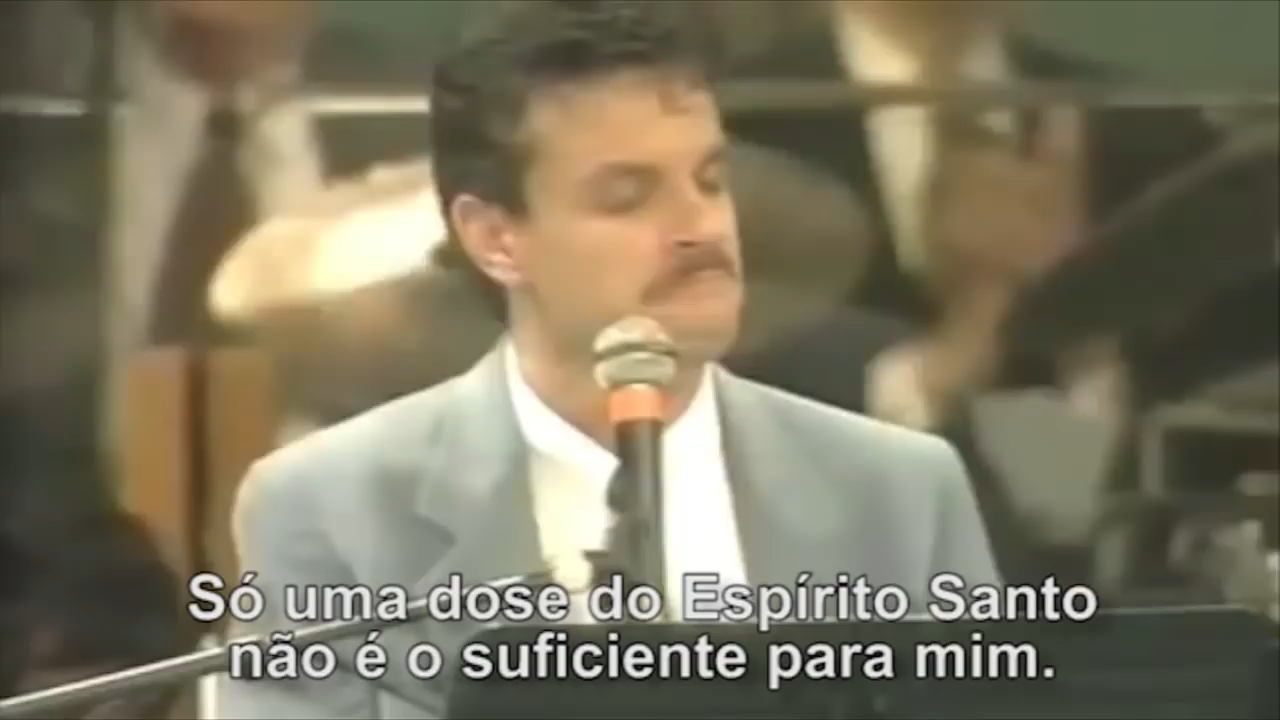 Só uma dose do Espírito Santo
não é o suficiente para mim.